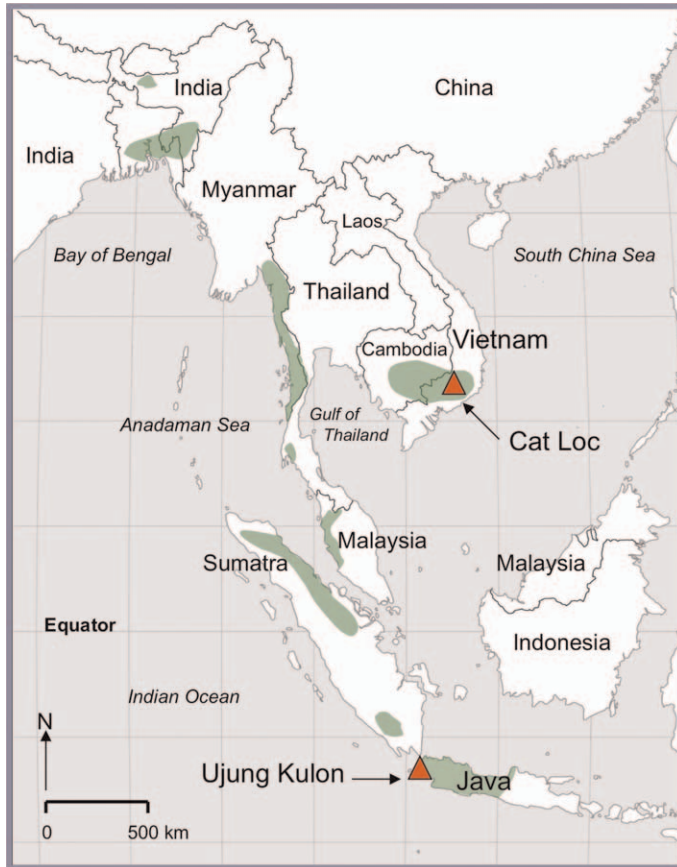 India
China
India
Myanmar
Laos
Bay of Bengal
South China Sea
Thailand
Vietnam
Cambodia
Anadaman Sea
Gulf of
Thailand
Cat Loc
Malaysia
Sumatra
Malaysia
Equator
Indonesia
Indian Ocean
N
Ujung Kulon
Java
0 500 km